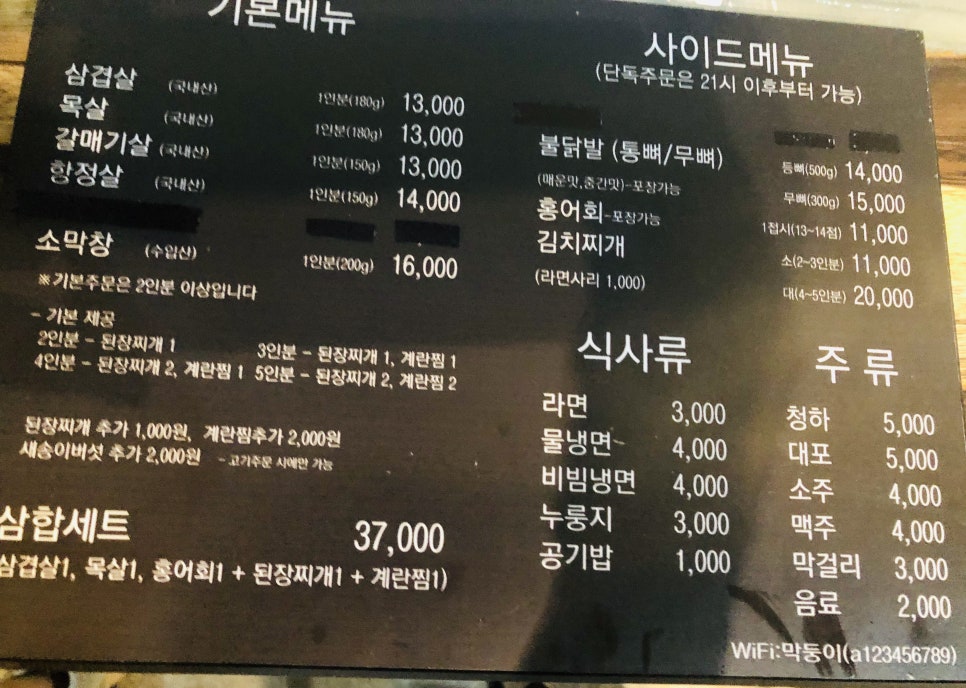 기본메뉴
삼겹살 (국내산) 1인분(180g) 13,000
목살 (국내산) 1인분(180g) 13,000
갈매기살 (국내산) 1인분(150g) 13,000
항정살 (국내산) 1인분(150g) 14,000
소막창 (수입산) 1인분(200g) 16,000
※기본주문은 2인분 이상입니다
- 기본 제공
2인분 - 된장찌개 1 3인분 - 된장찌개 1, 계란찜 1
4인분 - 된장찌개 2, 계란찜 1 5인분 - 된장찌개 2, 계란찜 2
된장찌개 추가 1,000원, 계란찜추가 2,000원
새송이버섯 추가 2,000원 - 고기주문 시에만 가능
삼합세트 37,000
삼겹살1, 목살1, 홍어회1 + 된장찌개1 + 계란찜1)
사이드메뉴
(단독주문은 21시 이후부터 가능)
불닭발 (통뼈/무뼈) 통뼈(500g) 14,000
(매운맛,중간맛)-포장가능 무뼈(300g) 15,000
홍어회-포장가능 1접시(13~14점) 11,000
김치찌개 소(2~3인분) 11,000
(라면사리 1,000) 대(4~5인분) 20,000
식사류
라면 3,000
물냉면 4,000
비빔냉면 4,000
누룽지 3,000
공기밥 1,000
주 류
청하 5,000
대포 5,000
소주 4,000
맥주 4,000
막걸리 3,000
음료 2,000
WiFi:막둥이(a123456789)